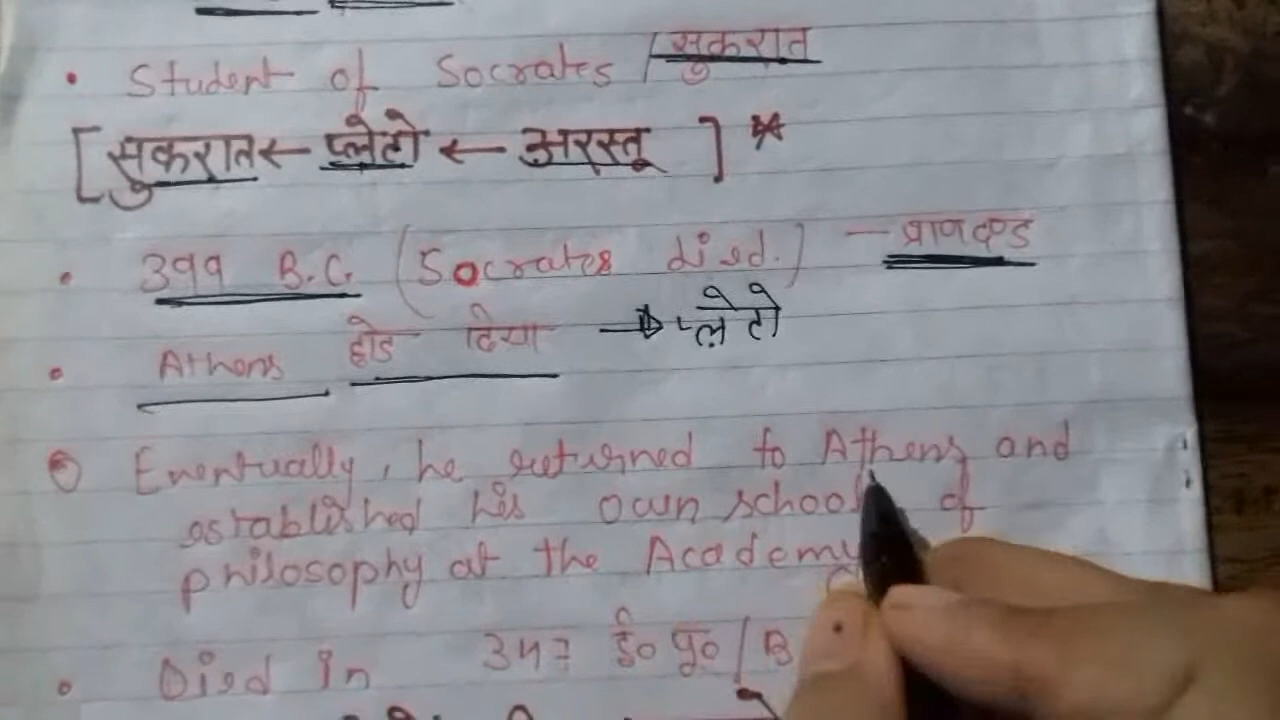 • Student of Socrates / सुकरात
[ सुकरात ← प्लेटो ← अरस्तू ] *
• 399 B.C. (Socrates died.) — प्राणदण्ड
• Athens छोड दिया → प्लेटो
• Eventually, he returned to Athens and
established his own school of
philosophy at the Academy
• Died in 347 ई० पू० / B